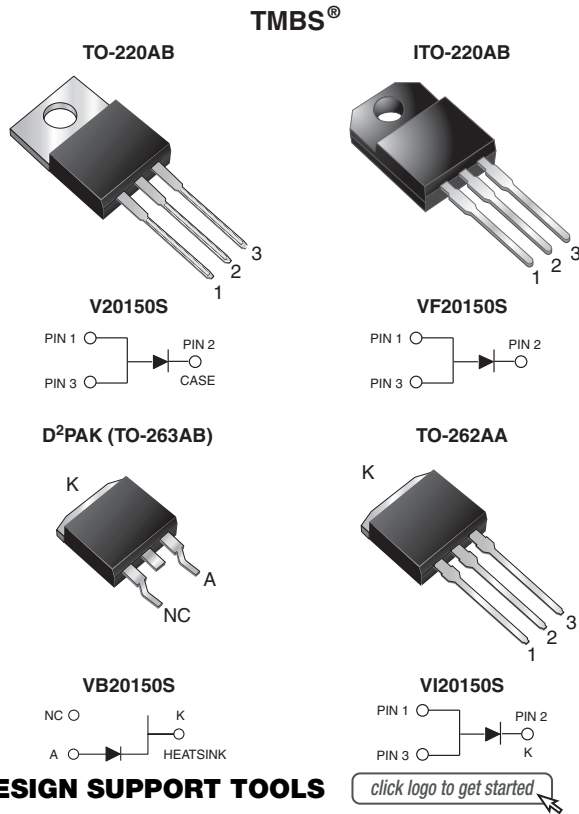 TMBS®
TO-220AB
ITO-220AB
1
2
3
1
2
3
V20150S
VF20150S
PIN 1
PIN 2
PIN 3
CASE
PIN 1
PIN 2
PIN 3
D²PAK (TO-263AB)
TO-262AA
K
A
NC
K
1
2
3
VB20150S
VI20150S
NC
K
A
HEATSINK
PIN 1
PIN 2
PIN 3
K
ESIGN SUPPORT TOOLS
click logo to get started